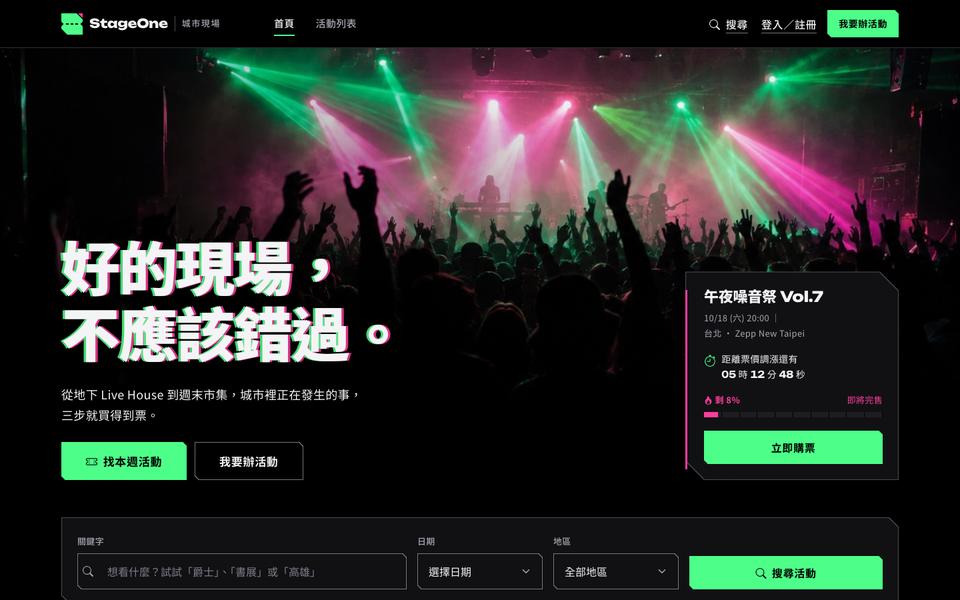 StageOne 城市現場
首頁 活動列表
搜尋 登入／註冊 我要辦活動
好的現場，
不應該錯過。
從地下 Live House 到週末市集，城市裡正在發生的事，
三步就買得到票。
找本週活動 我要辦活動
午夜噪音祭 Vol.7
10/18 (六) 20:00
台北 · Zepp New Taipei
距離票價調漲還有
05 時 12 分 48 秒
剩 8% 即將完售
立即購票
關鍵字 日期 地區
想看什麼？試試「爵士」、「書展」或「高雄」 選擇日期 全部地區 搜尋活動